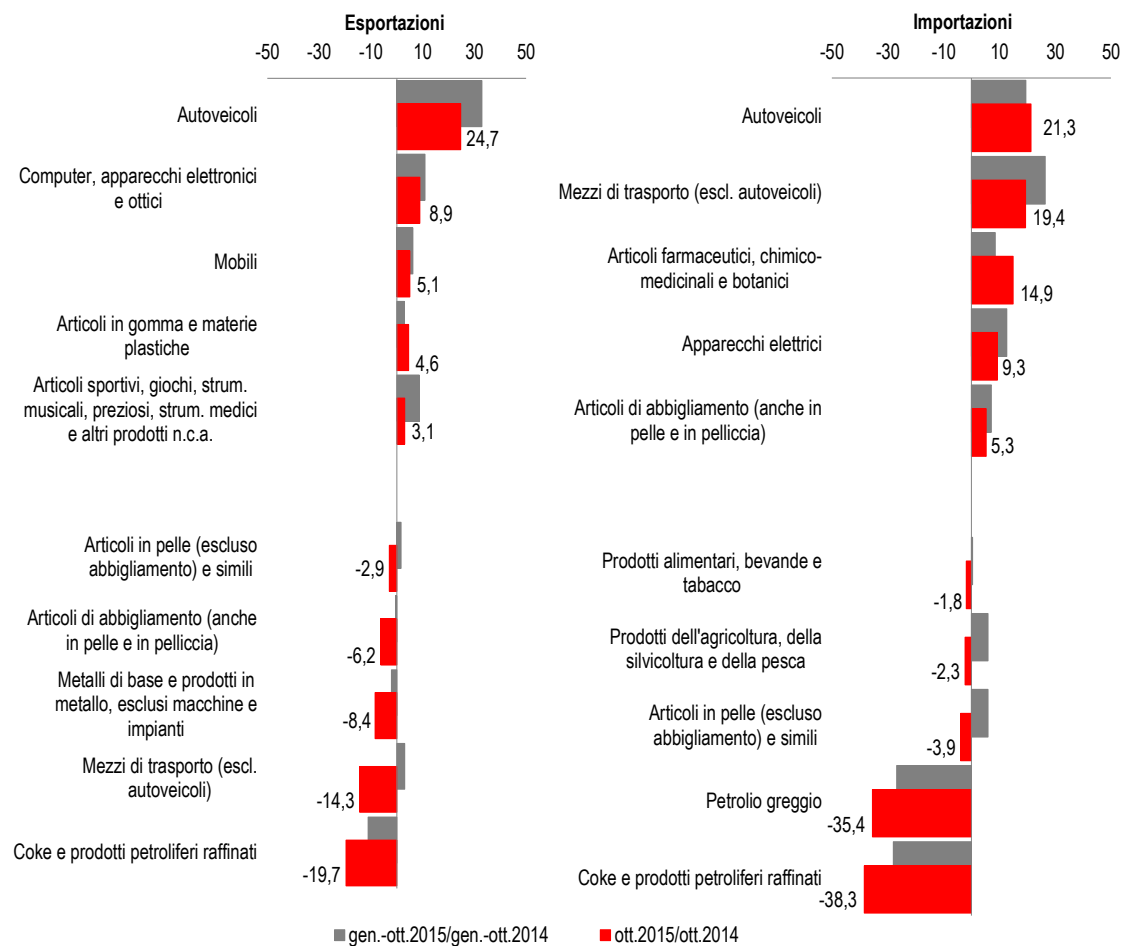 Esportazioni
-50 -10 10 50
Autoveicoli
24,7
Computer, apparecchi elettronici
e ottici
8,9
Mobili
5,1
Articoli in gomma e materie
plastiche
4,6
Articoli sportivi, giochi, strum.
musicali, preziosi, strum. medici
e altri prodotti n.c.a.
3,1
Articoli in pelle (escluso
abbigliamento) e simili
-2,9
Articoli di abbigliamento (anche
in pelle e in pelliccia)
-6,2
Metalli di base e prodotti in
metallo, esclusi macchine e
impianti
-8,4
Mezzi di trasporto (escl.
autoveicoli)
-14,3
Coke e prodotti petroliferi raffinati
-19,7
Importazioni
-50 -30 -10 10 30 50
Autoveicoli
21,3
Mezzi di trasporto (escl. autoveicoli)
19,4
Articoli farmaceutici, chimico-
medicinali e botanici
14,9
Apparecchi elettrici
9,3
Articoli di abbigliamento (anche in
pelle e in pelliccia)
5,3
Prodotti alimentari, bevande e
tabacco
-1,8
Prodotti dell'agricoltura, della
silvicoltura e della pesca
-2,3
Articoli in pelle (escluso
abbigliamento) e simili
-3,9
Petrolio greggio
-35,4
Coke e prodotti petroliferi raffinati
-38,3
gen.-ott.2015/gen.-ott.2014 ott.2015/ott.2014